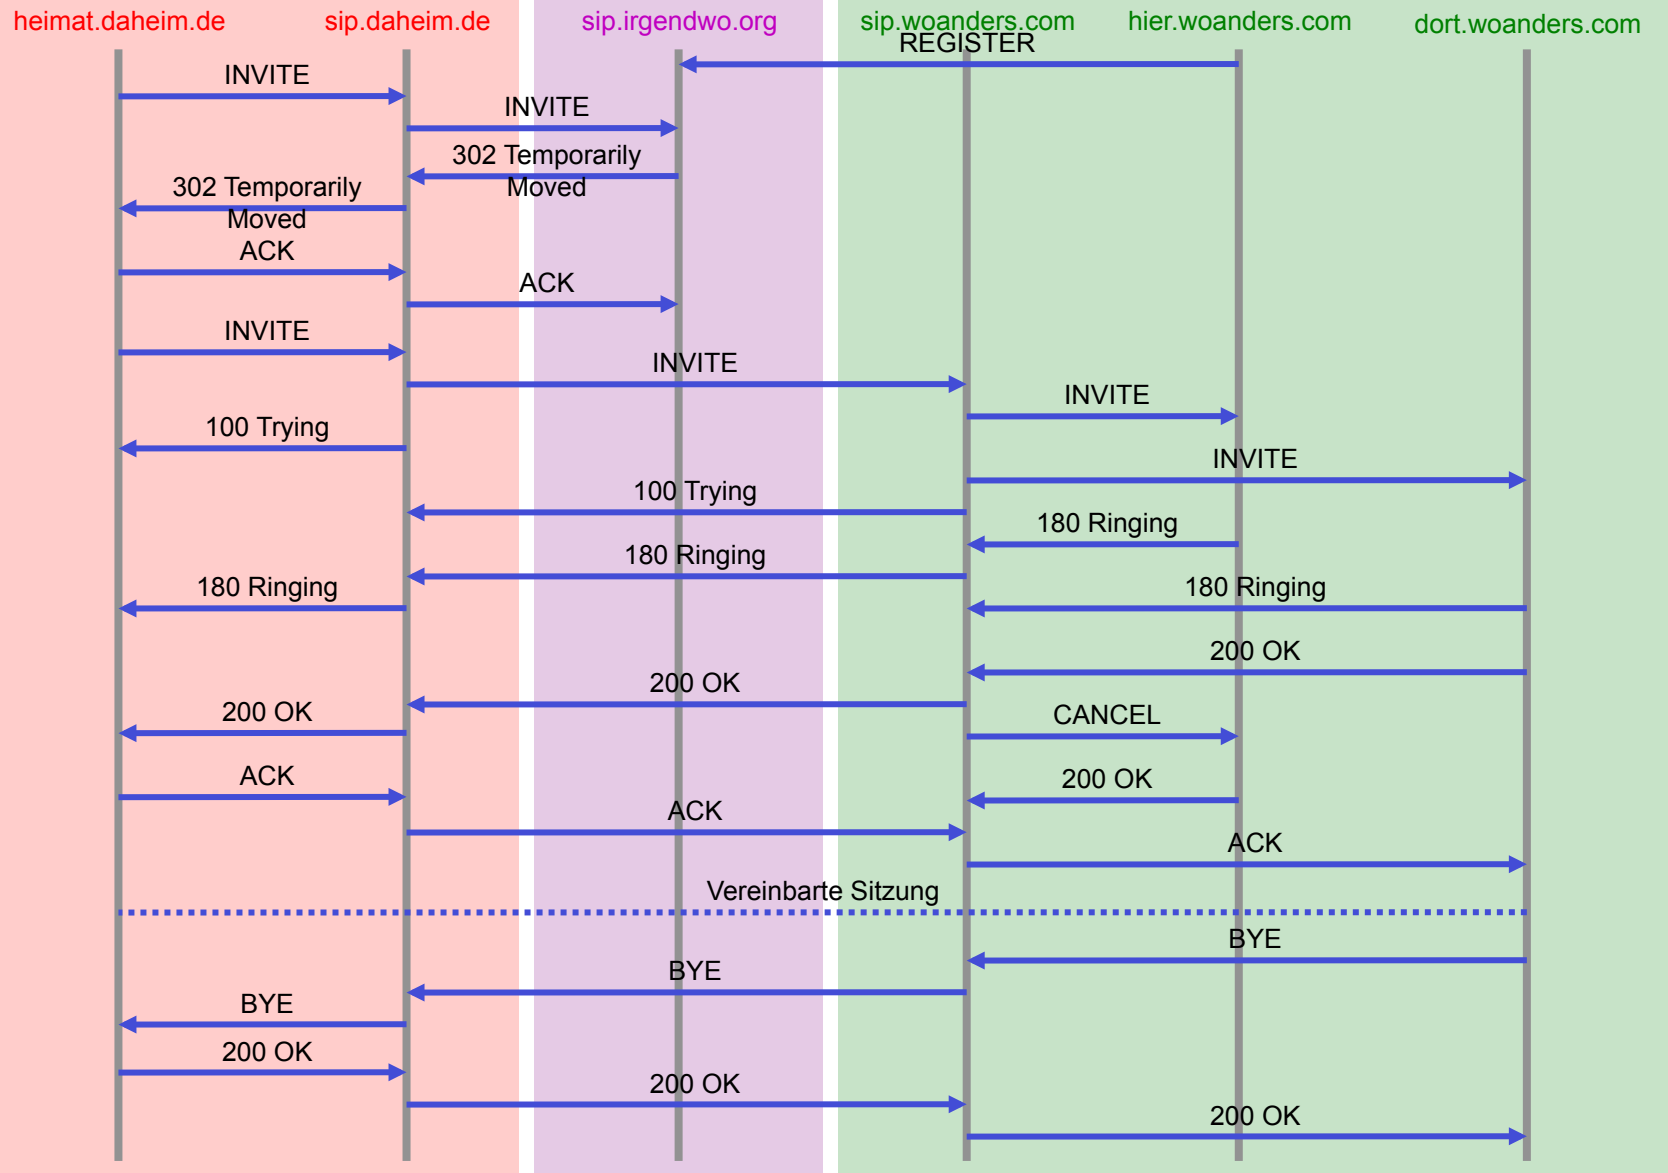 heimat.daheim.de
sip.daheim.de
sip.irgendwo.org
sip.woanders.com
hier.woanders.com
dort.woanders.com
REGISTER
INVITE
INVITE
302 Temporarily
Moved
302 Temporarily
Moved
ACK
ACK
INVITE
INVITE
INVITE
100 Trying
INVITE
100 Trying
180 Ringing
180 Ringing
180 Ringing
180 Ringing
200 OK
200 OK
200 OK
CANCEL
ACK
200 OK
ACK
ACK
Vereinbarte Sitzung
BYE
BYE
BYE
200 OK
200 OK
200 OK